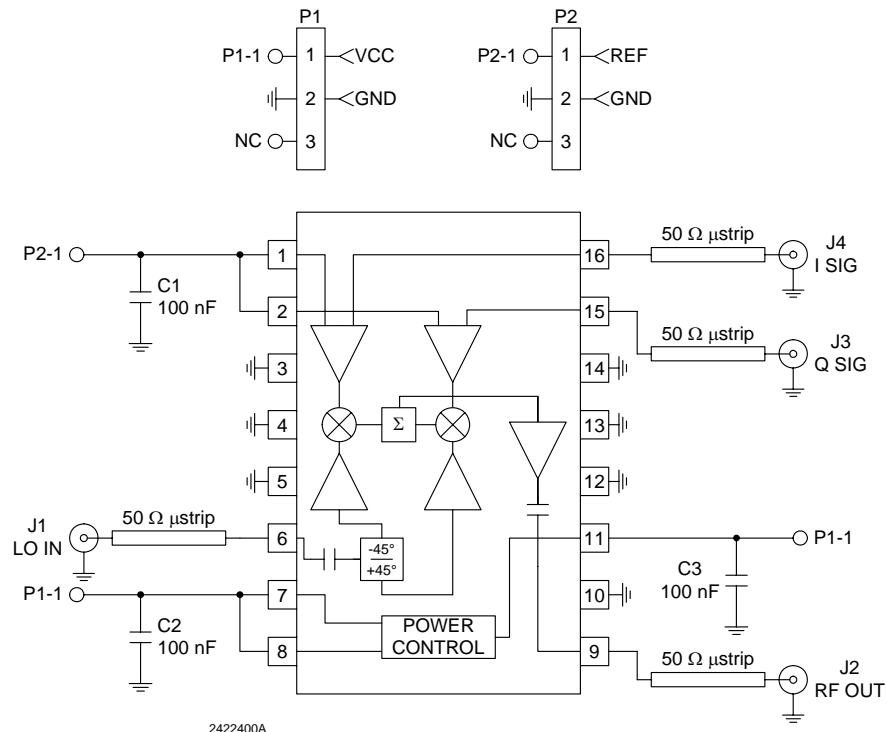 P1
P2
P1-1 1 VCC
P2-1 1 REF
2 GND
2 GND
NC 3
NC 3
P2-1
C1
100 nF
1
2
3
4
5
6
7
8
16
15
14
13
12
11
10
9
50 Ω µstrip
J4
I SIG
50 Ω µstrip
J3
Q SIG
Σ
J1
LO IN
50 Ω µstrip
-45°
+45°
P1-1
P1-1
C2
100 nF
C3
100 nF
POWER
CONTROL
50 Ω µstrip
J2
RF OUT
2422400A